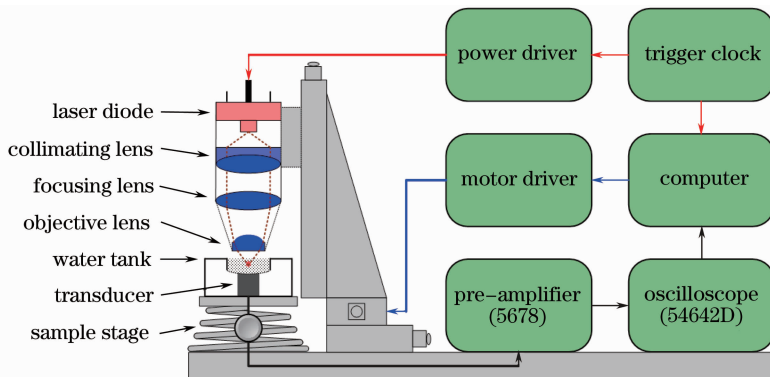 power driver
trigger clock
laser diode
collimating lens
focusing lens
objective lens
water tank
transducer
sample stage
motor driver
computer
pre-amplifier
(5678)
oscilloscope
(54642D)